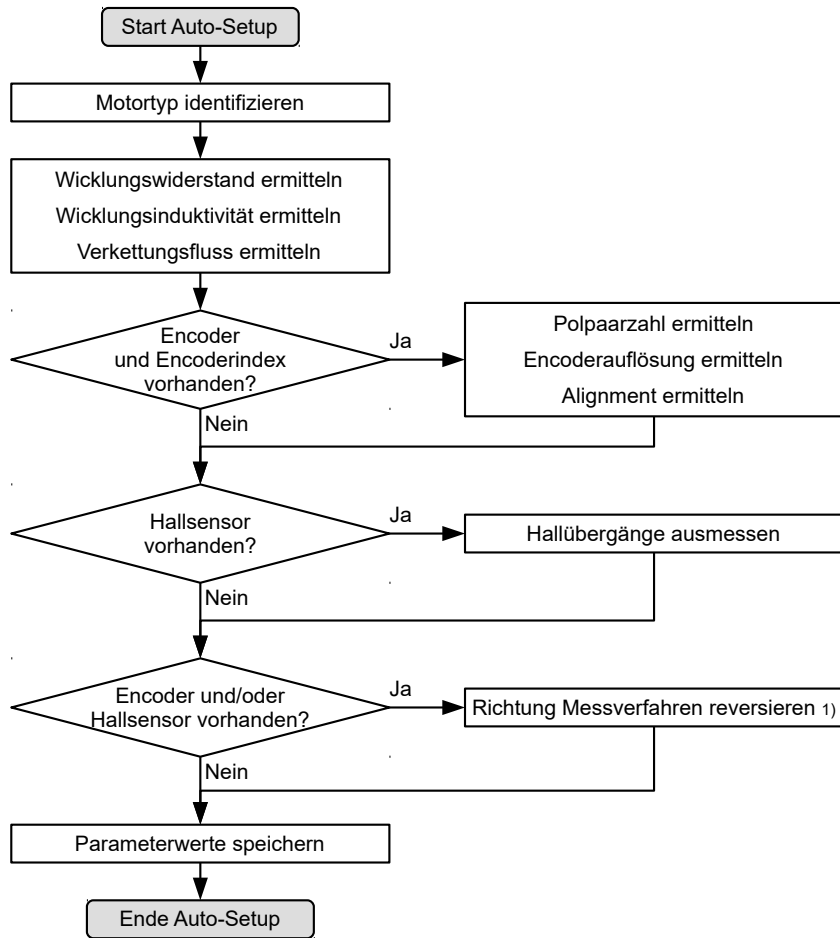 Start Auto-Setup
Motortyp identifizieren
Wicklungswiderstand ermitteln
Wicklungsinduktivität ermitteln
Verkettungsfluss ermitteln
Encoder
und Encoderindex
vorhanden?
Ja
Polpaarzahl ermitteln
Encoderauflösung ermitteln
Alignment ermitteln
Nein
Hallsensor
vorhanden?
Ja
Hallübergänge ausmessen
Nein
Encoder und/oder
Hallsensor vorhanden?
Ja
Richtung Messverfahren reversieren 1)
Nein
Parameterwerte speichern
Ende Auto-Setup